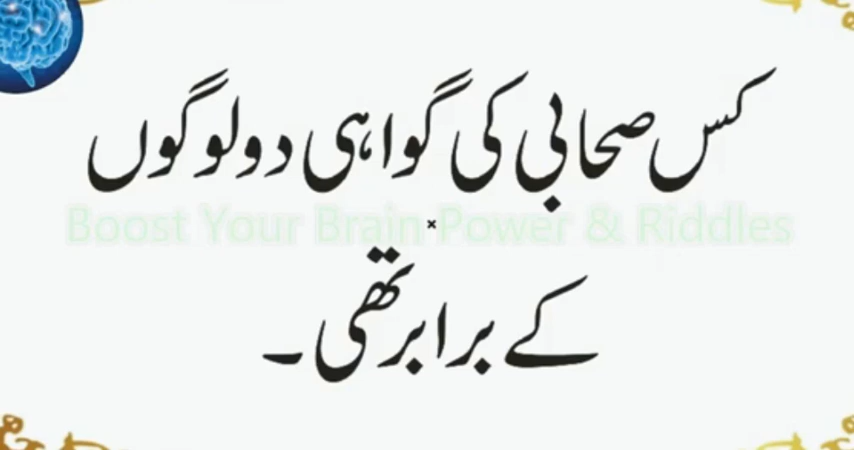 کس صحابی کی گواہی دو لوگوں
Boost Your Brain Power & Riddles
کے برابر تھی۔